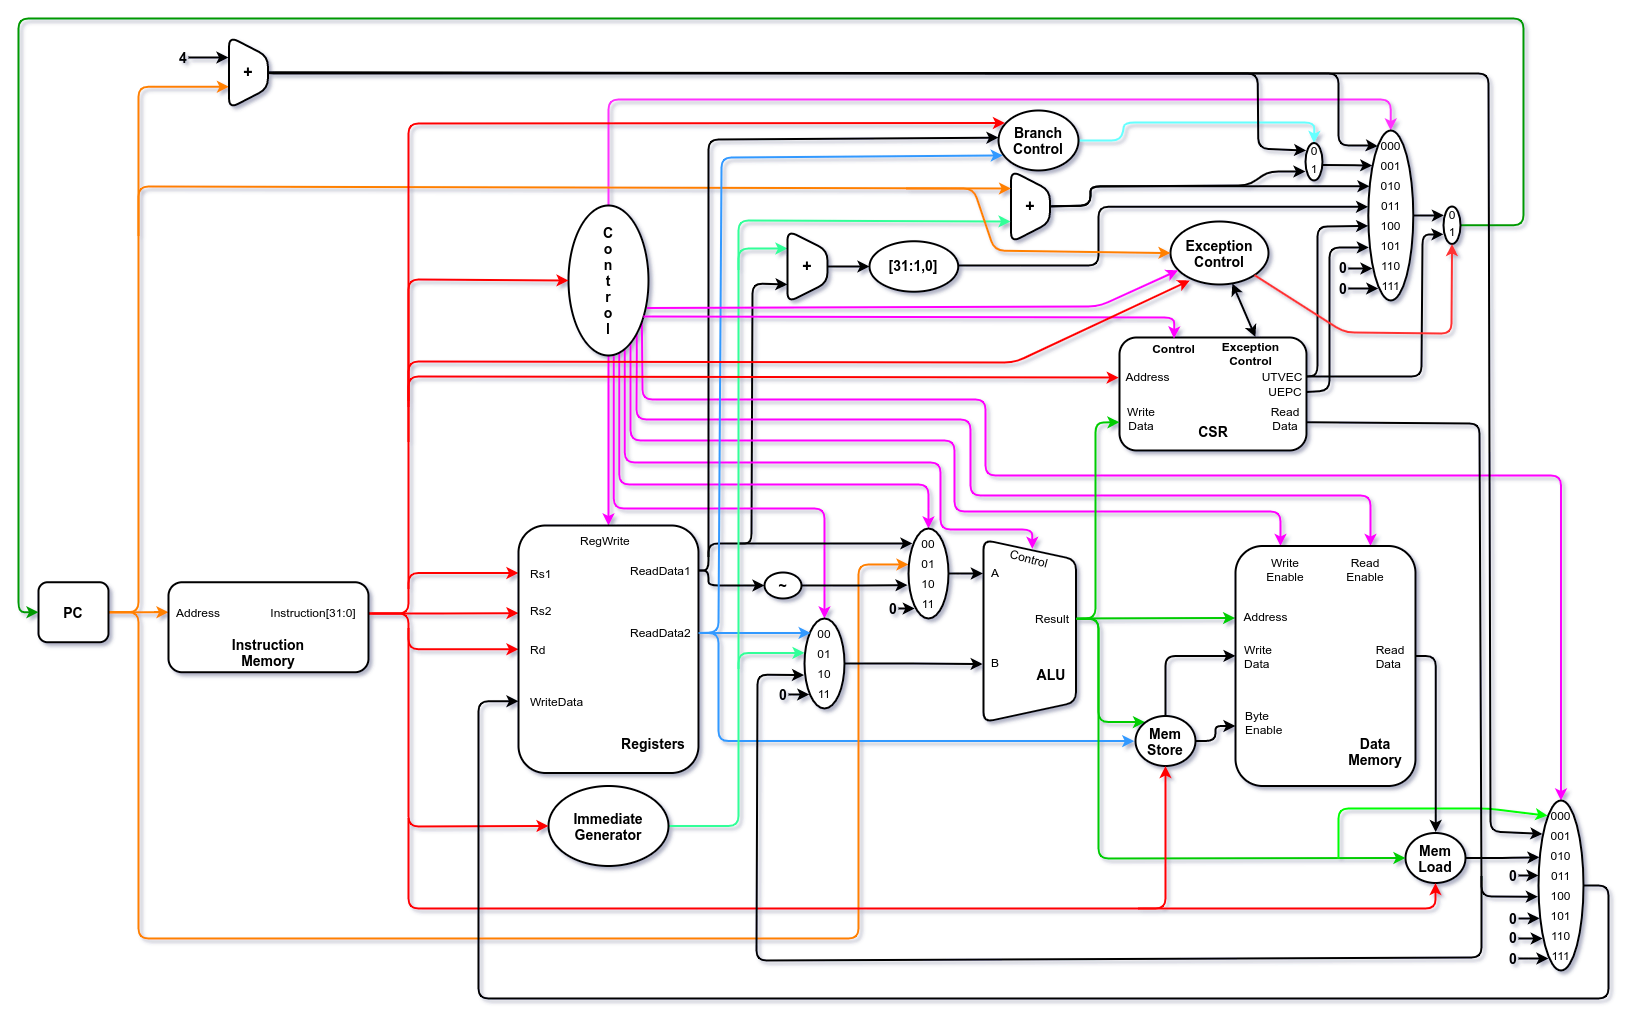 4
+
Branch
Control
0
1
000
001
010
011
100
101
110
111
0
0
+
0
1
C
o
n
t
r
o
l
+
[31:1,0]
Exception
Control
Control
Exception
Control
Address
UTVEC
UEPC
Write
Data
Read
Data
CSR
RegWrite
Rs1
ReadData1
Rs2
ReadData2
Rd
WriteData
Registers
PC
Address
Instruction[31:0]
Instruction
Memory
~
00
01
10
11
0
00
01
10
11
0
Control
A
Result
B
ALU
Write
Enable
Read
Enable
Address
Write
Data
Read
Data
Byte
Enable
Data
Memory
Mem
Store
Immediate
Generator
Mem
Load
000
001
010
011
0
100
101
0
110
0
111
0